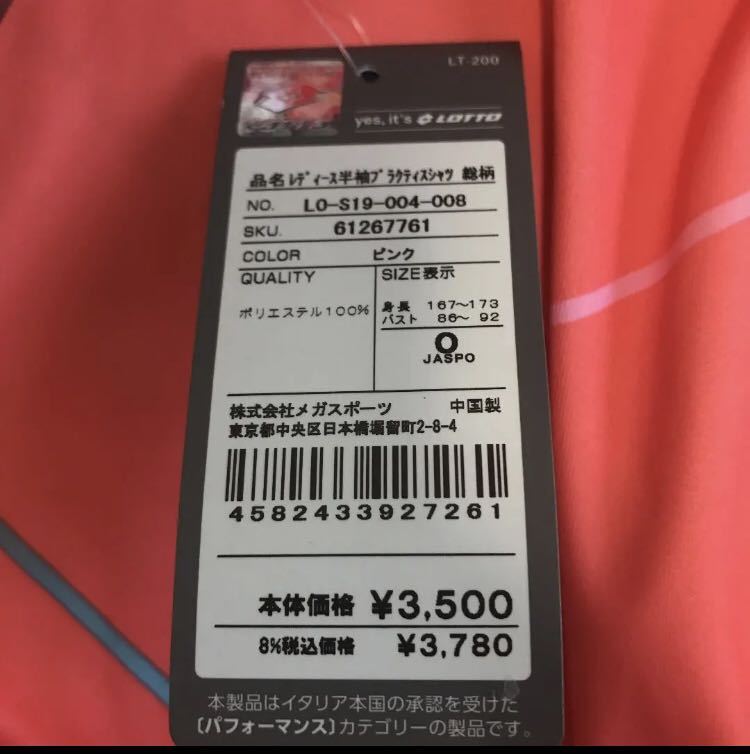 LT-200
yes, it's LOTTO
品名 ﾚﾃﾞｨｰｽ半袖ﾌﾟﾗｸﾃｨｽｼｬﾂ 総柄
NO. LO-S19-004-008
SKU. 61267761
COLOR ピンク
QUALITY SIZE表示
ポリエステル100% 身長 167～173
バスト 86～ 92
O
JASPO
株式会社メガスポーツ 中国製
東京都中央区日本橋堀留町2-8-4
4582433927261
本体価格 ¥3,500
8%税込価格 ¥3,780
本製品はイタリア本国の承認を受けた
〔パフォーマンス〕カテゴリーの製品です。